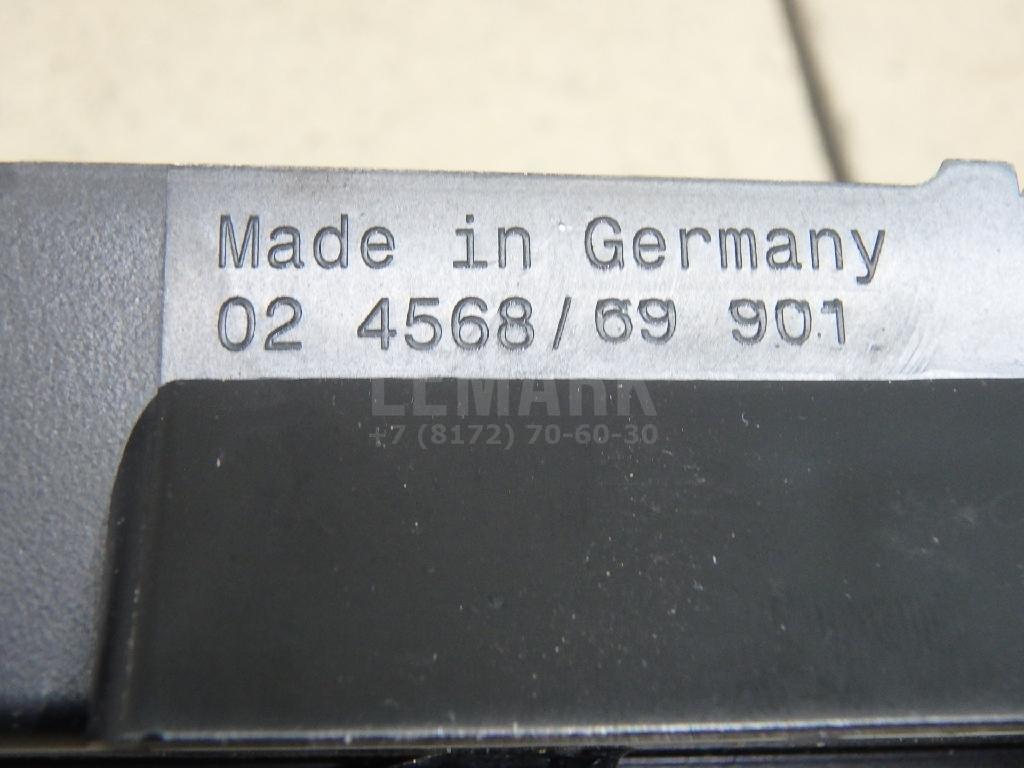 Made in Germany
02 4568/69 901
LEMARK
+7 (8172) 70-60-30